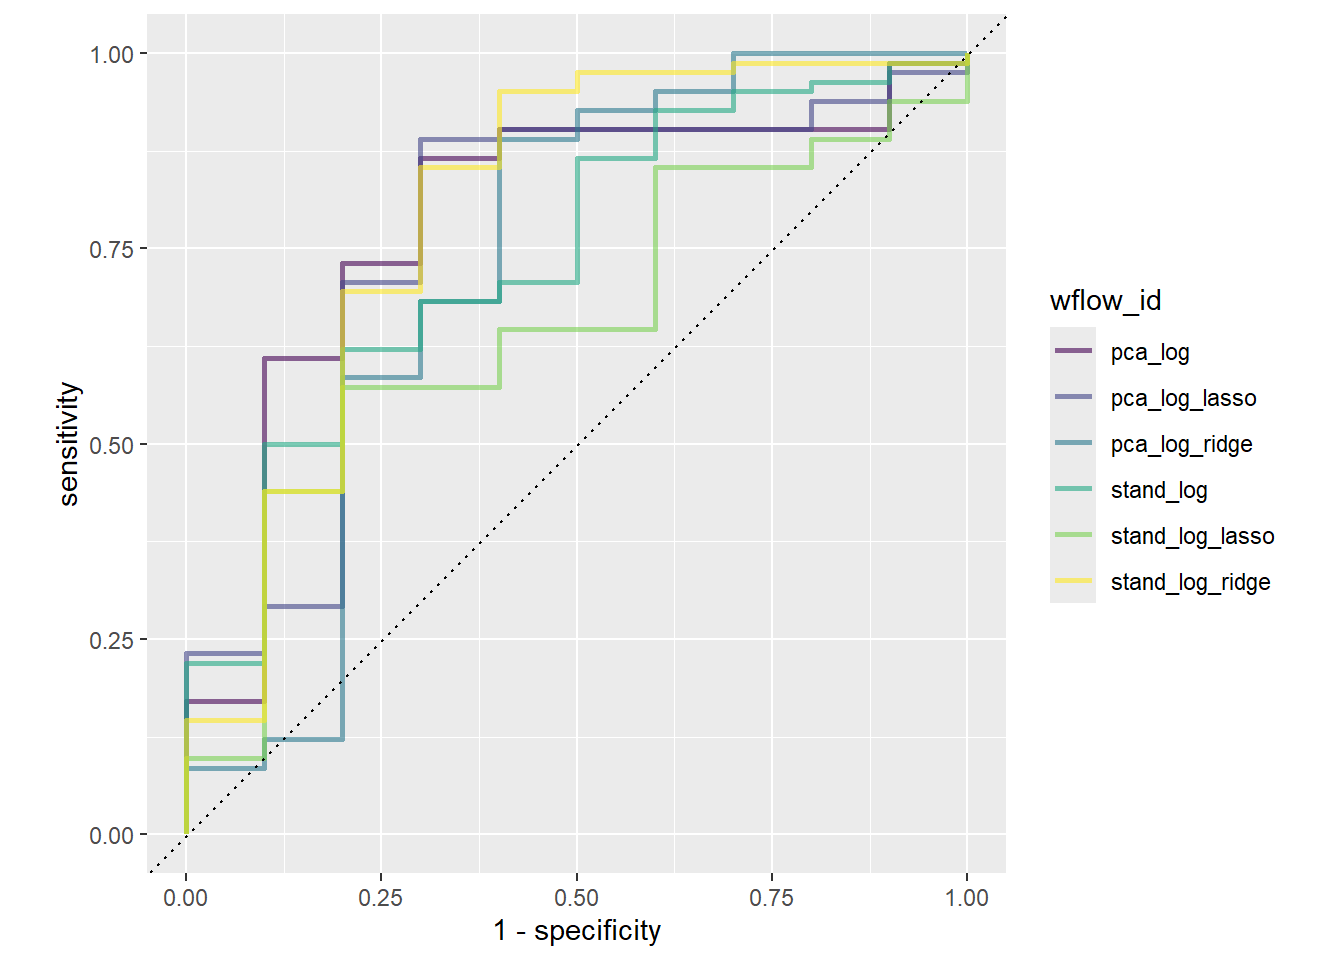 1.00
0.75
0.50
0.25
0.00
sensitivity
0.00 0.25 0.50 0.75 1.00
1 - specificity
wflow_id
pca_log
pca_log_lasso
pca_log_ridge
stand_log
stand_log_lasso
stand_log_ridge